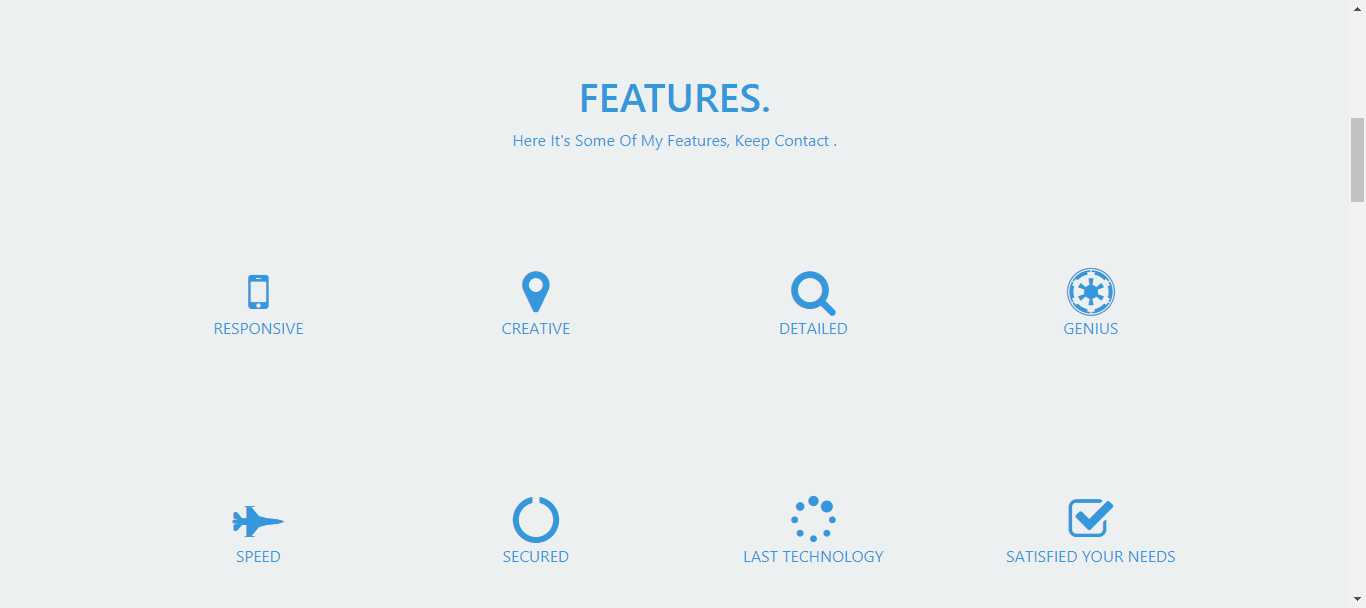 FEATURES.
Here It's Some Of My Features, Keep Contact .
RESPONSIVE
CREATIVE
DETAILED
GENIUS
SPEED
SECURED
LAST TECHNOLOGY
SATISFIED YOUR NEEDS